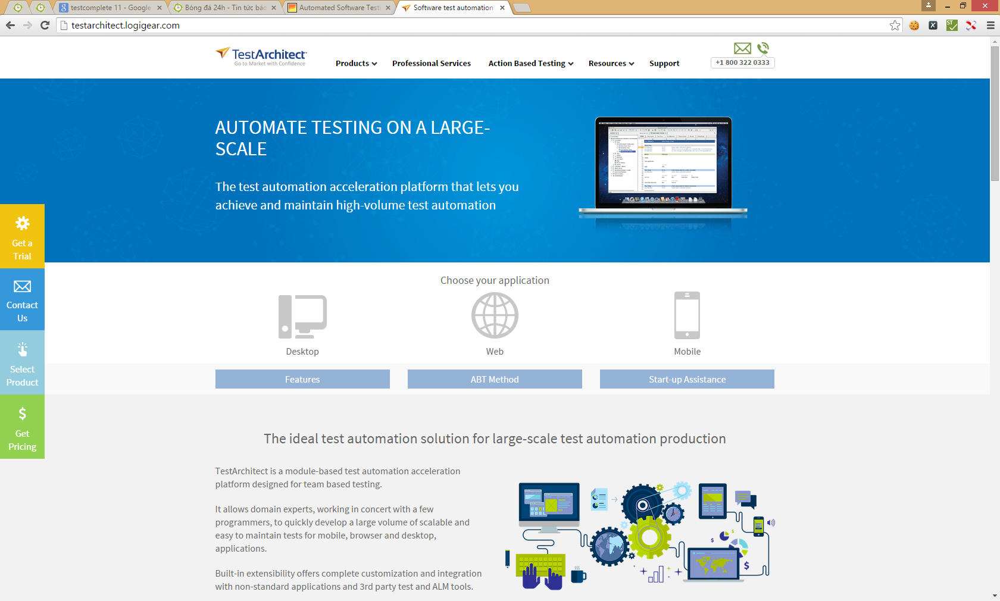 testcomplete 11 - Google
Bóng đá 24h - Tin tức báo
Automated Software Testi
Software test automation
testarchitect.logigear.com
ST
TestArchitect
Go to Market with Confidence
Products
Professional Services
Action Based Testing
Resources
Support
+1 800 322 0333
AUTOMATE TESTING ON A LARGE-
SCALE
The test automation acceleration platform that lets you
achieve and maintain high-volume test automation
Get a
Trial
Contact
Us
Select
Product
$
Get
Pricing
Choose your application
Desktop
Web
Mobile
Features
ABT Method
Start-up Assistance
The ideal test automation solution for large-scale test automation production
TestArchitect is a module-based test automation acceleration
platform designed for team based testing.
It allows domain experts, working in concert with a few
programmers, to quickly develop a large volume of scalable and
easy to maintain tests for mobile, browser and desktop,
applications.
Built-in extensibility offers complete customization and integration
with non-standard applications and 3rd party test and ALM tools.